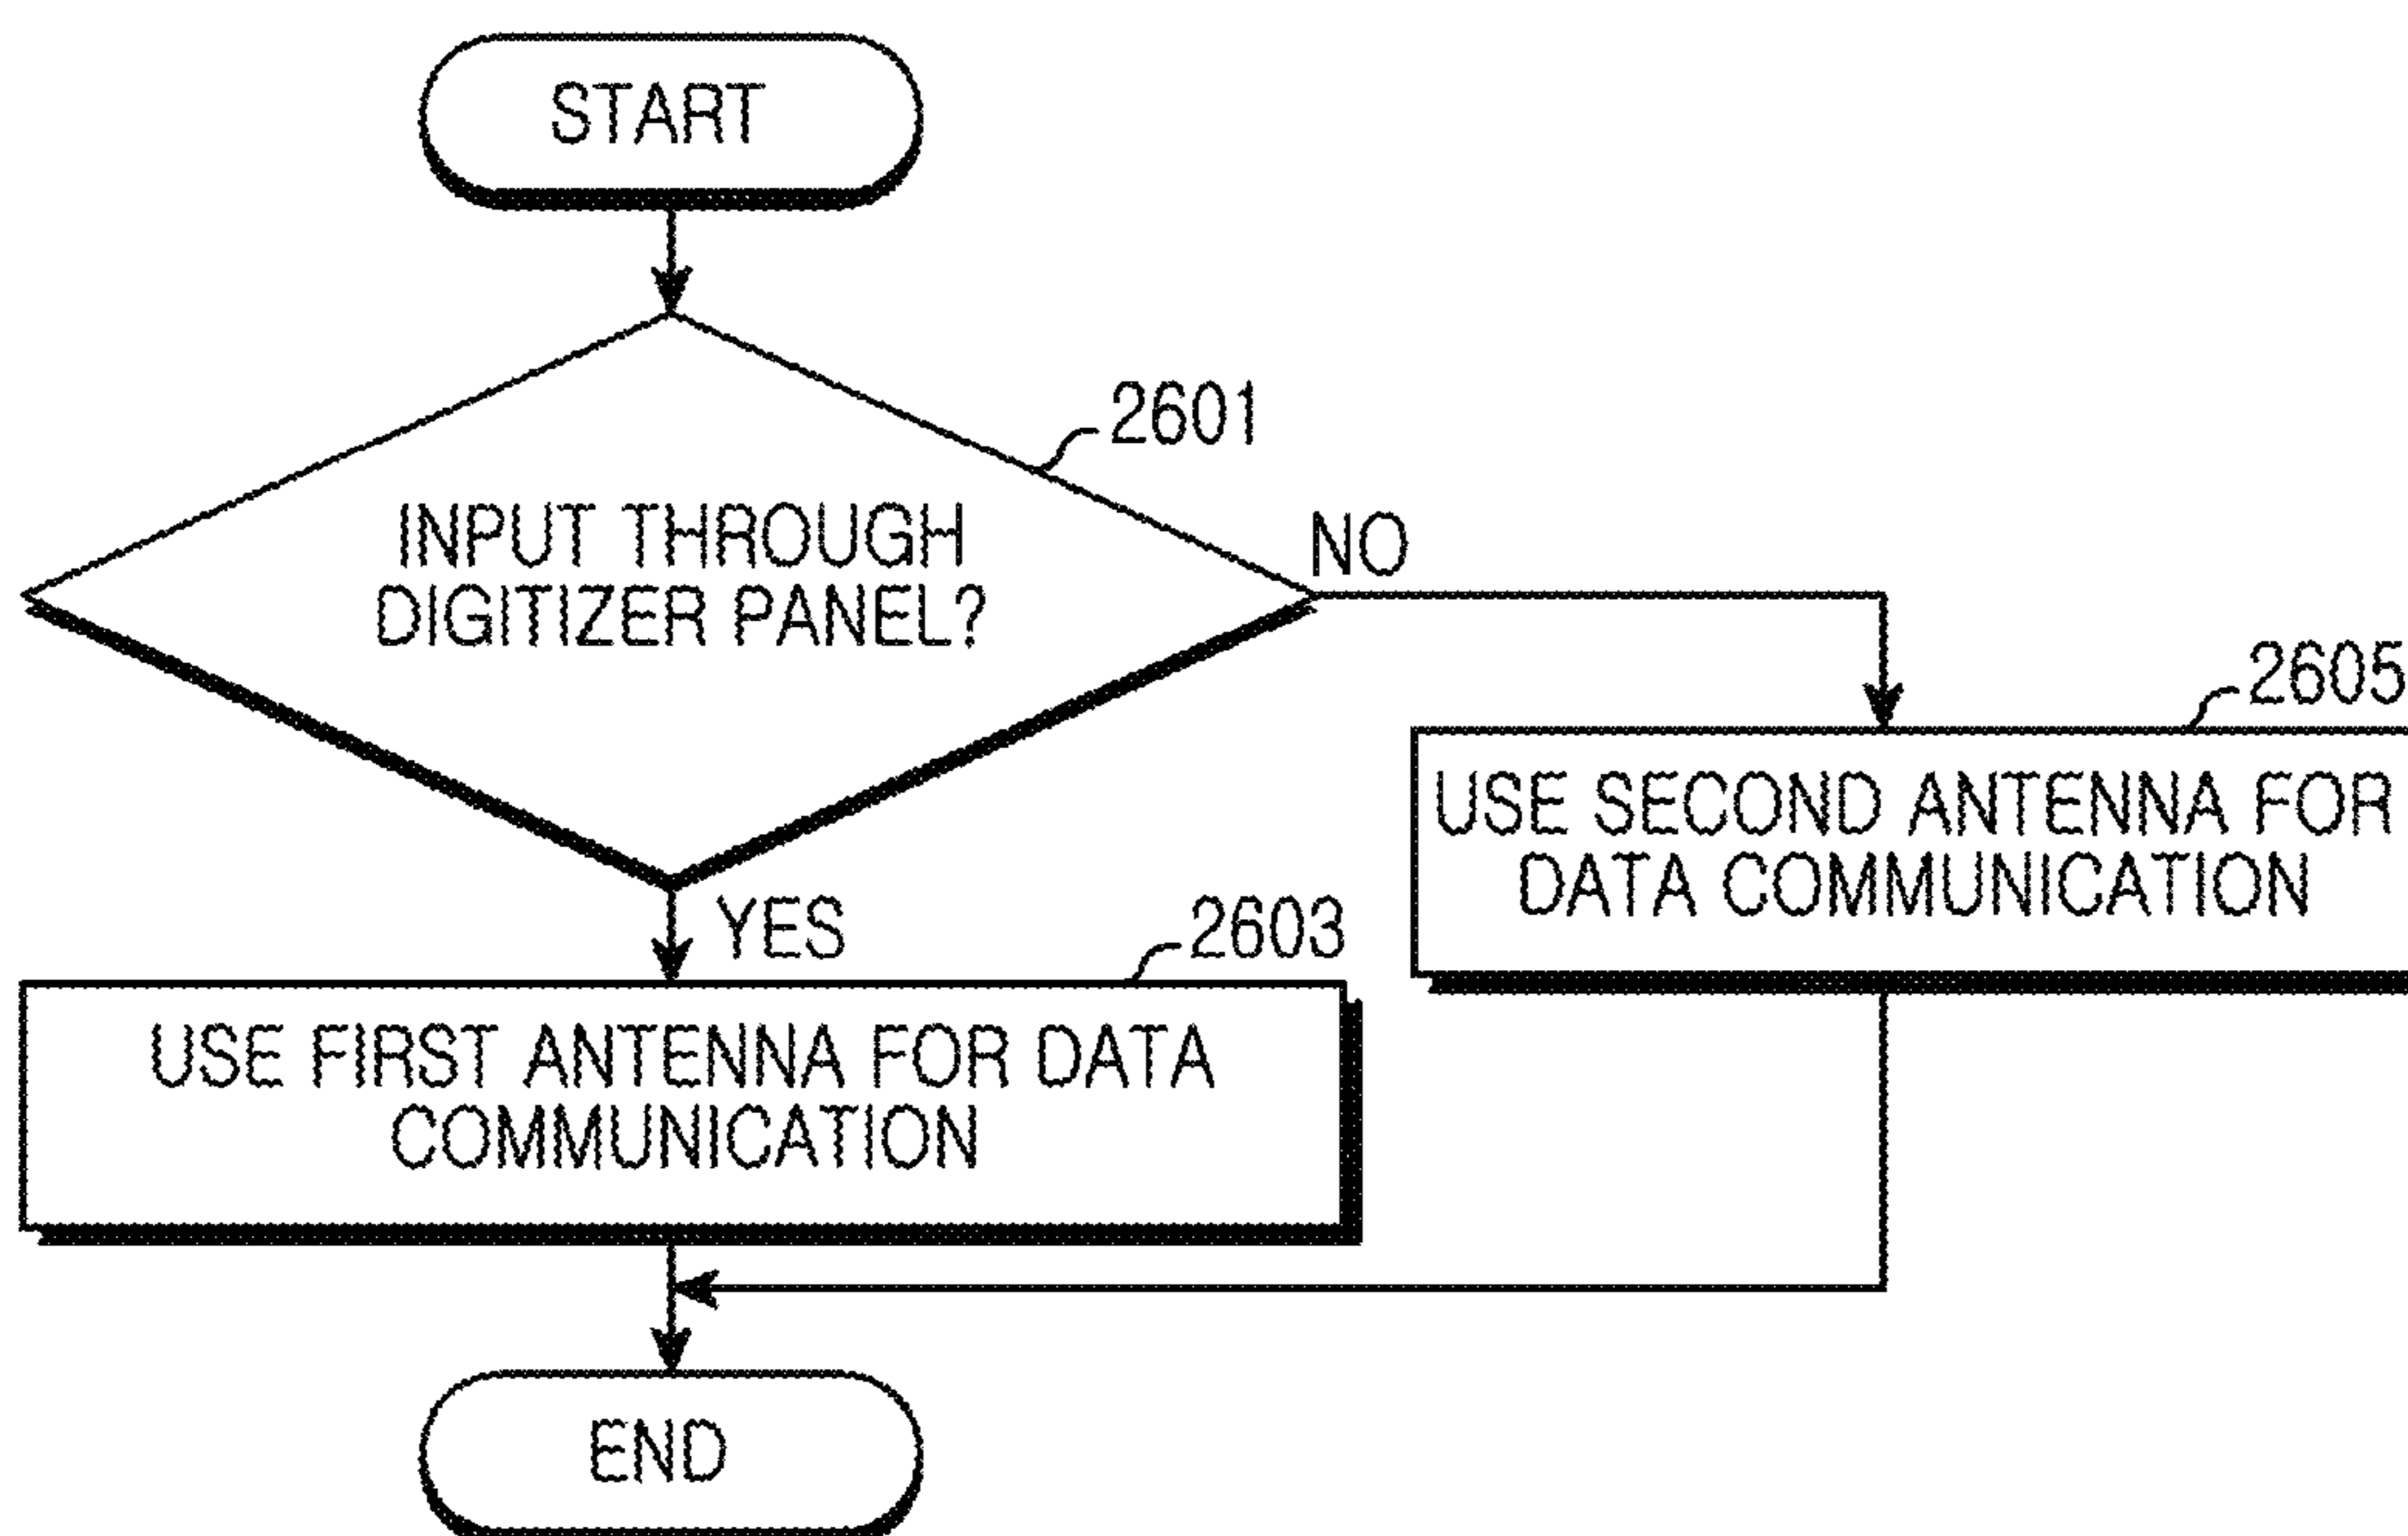 START
2601
INPUT THROUGH
DIGITIZER PANEL?
NO
2605
USE SECOND ANTENNA FOR
DATA COMMUNICATION
YES
2603
USE FIRST ANTENNA FOR DATA
COMMUNICATION
END